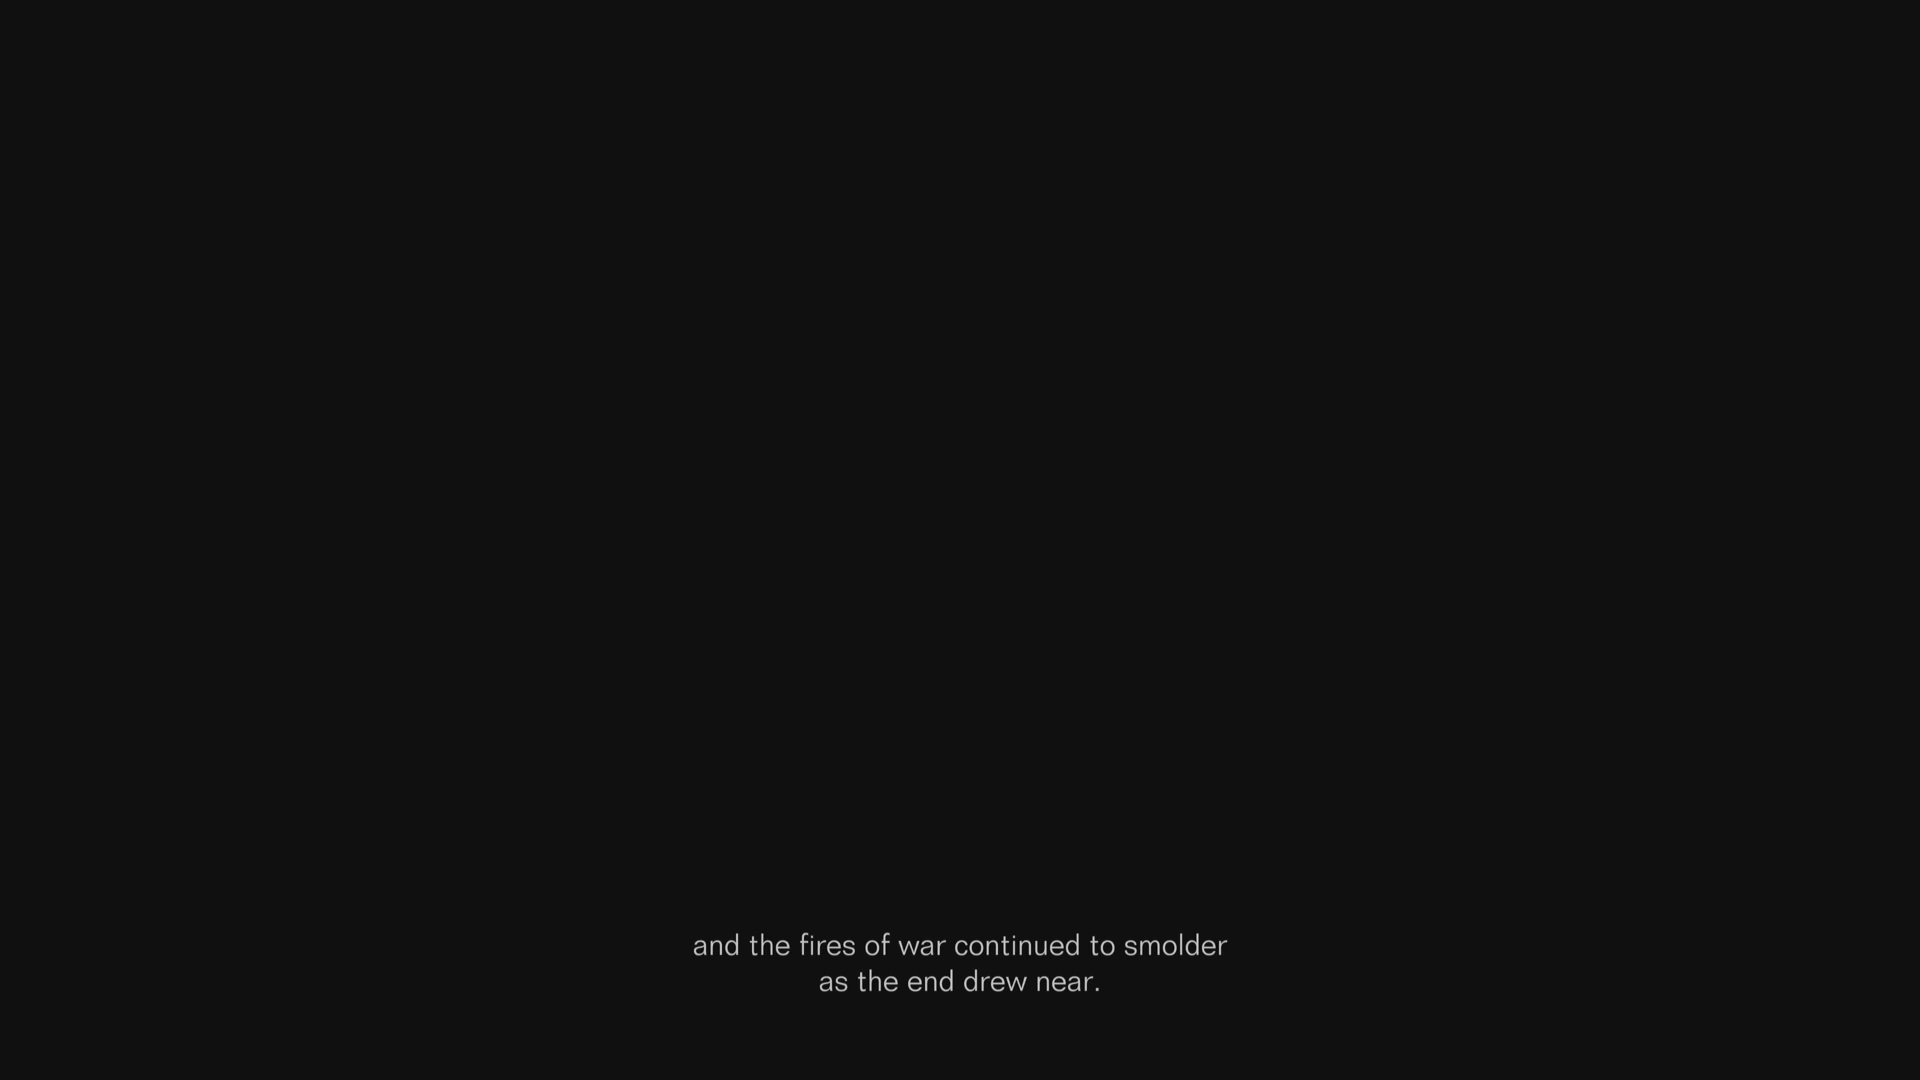 and the fires of war continued to smolder
as the end drew near.